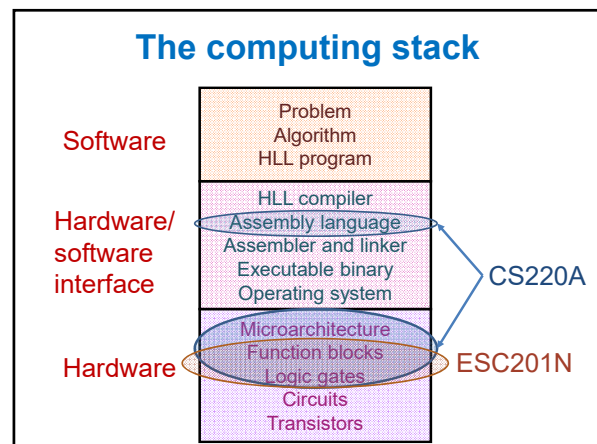 The computing stack
Software
Problem
Algorithm
HLL program
Hardware/
software
interface
HLL compiler
Assembly language
Assembler and linker
Executable binary
Operating system
CS220A
Hardware
Microarchitecture
Function blocks
Logic gates
Circuits
Transistors
ESC201N